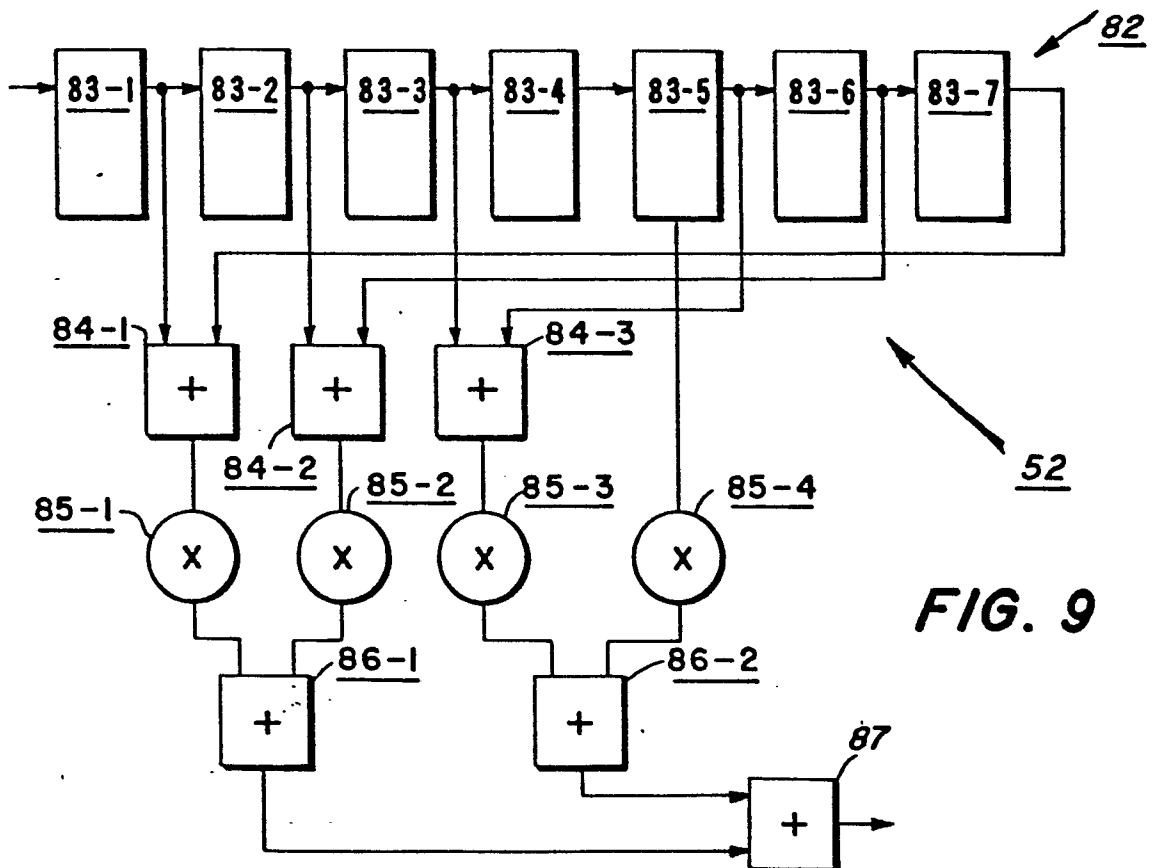 82
83-1 83-2 83-3 83-4 83-5 83-6 83-7
84-1 84-3
+ + +
84-2 52
85-1 85-2 85-3 85-4
x x x x
FIG. 9
86-1 86-2
+ +
87
+